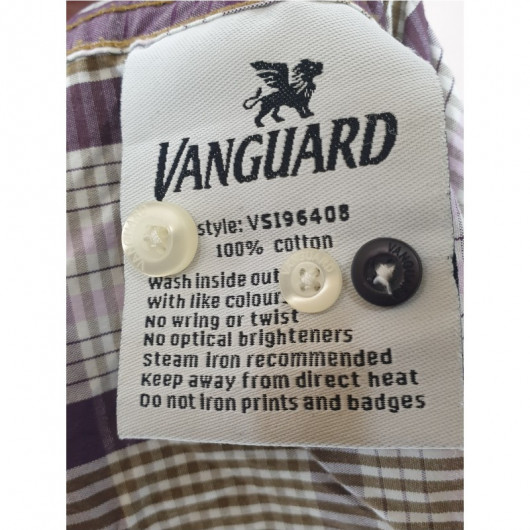 VANGUARD
style: VSI96408
100% cotton
Wash inside out
With like colour
No wring or twist
No optical brighteners
Steam iron recommended
Keep away from direct heat
Do not iron prints and badges